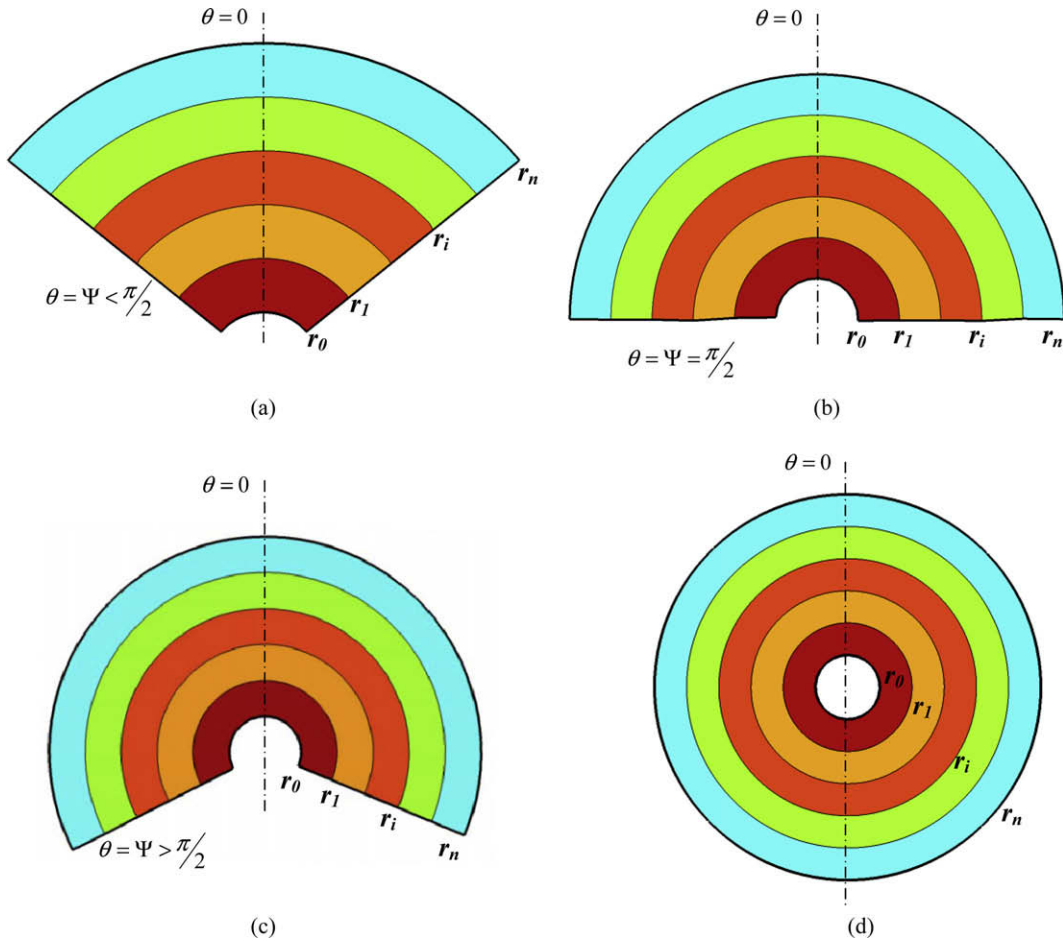 θ = 0
r_n
r_i
r_1
r_0
θ = Ψ < π/2
(a)
θ = 0
r_0 r_1 r_i r_n
θ = Ψ = π/2
(b)
θ = 0
r_0 r_1 r_i r_n
θ = Ψ > π/2
(c)
θ = 0
r_0
r_1
r_i
r_n
(d)